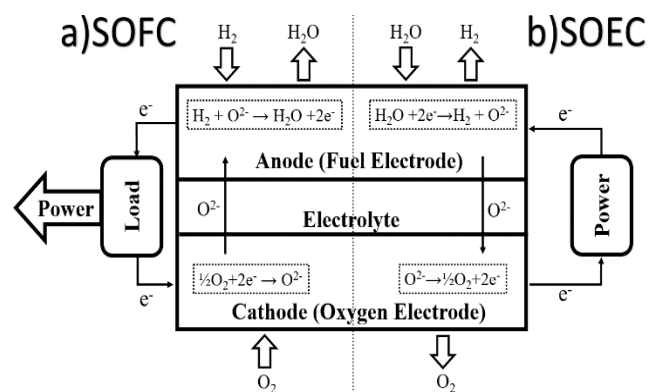 a)SOFC
b)SOEC
H₂
H₂O
H₂O
H₂
H₂ + O²⁻ → H₂O +2e⁻
H₂O +2e⁻→H₂ + O²⁻
e⁻
e⁻
Anode (Fuel Electrode)
Power
Load
O²⁻
Electrolyte
O²⁻
Power
½O₂+2e⁻ → O²⁻
O²⁻→½O₂+2e⁻
e⁻
e⁻
Cathode (Oxygen Electrode)
O₂
O₂